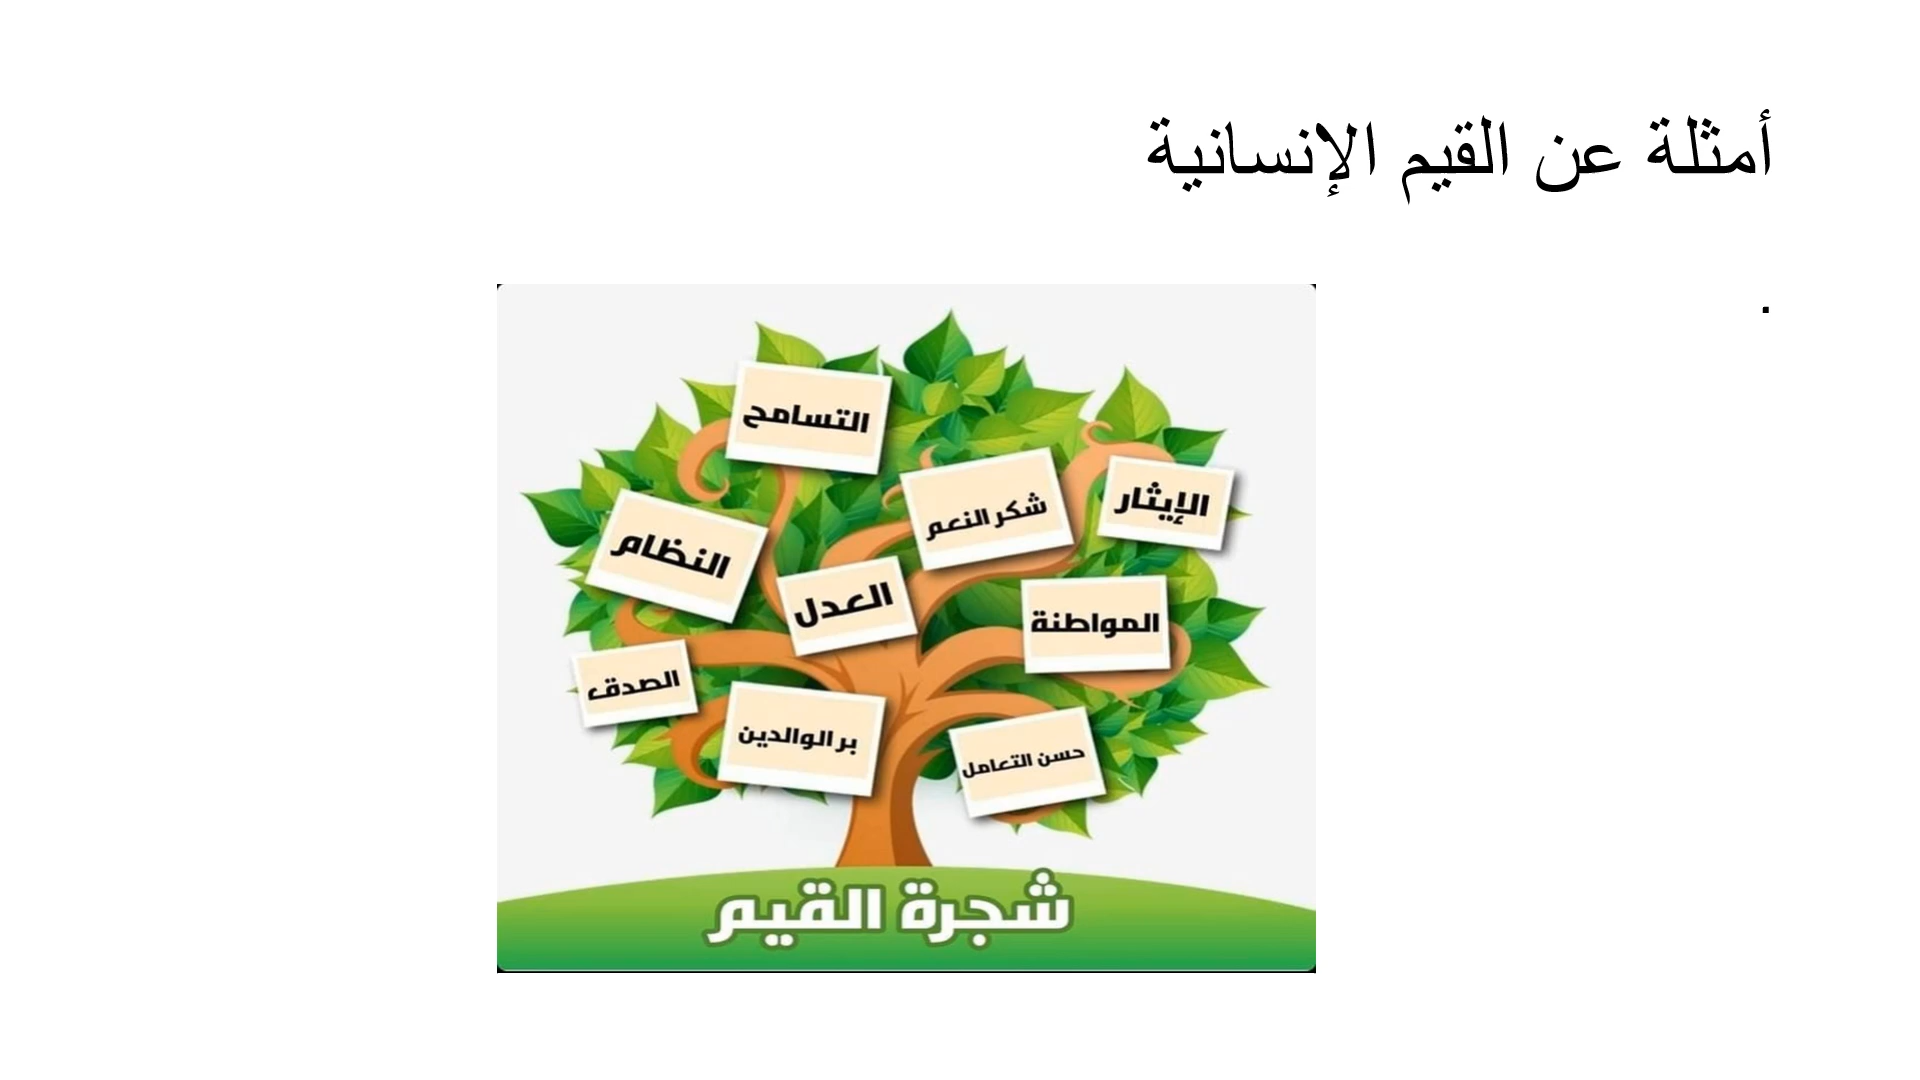 أمثلة عن القيم الإنسانية
.
التسامح
الإيثار
شكر النعم
النظام
العدل
المواطنة
الصدق
بر الوالدين
حسن التعامل
شجرة القيم